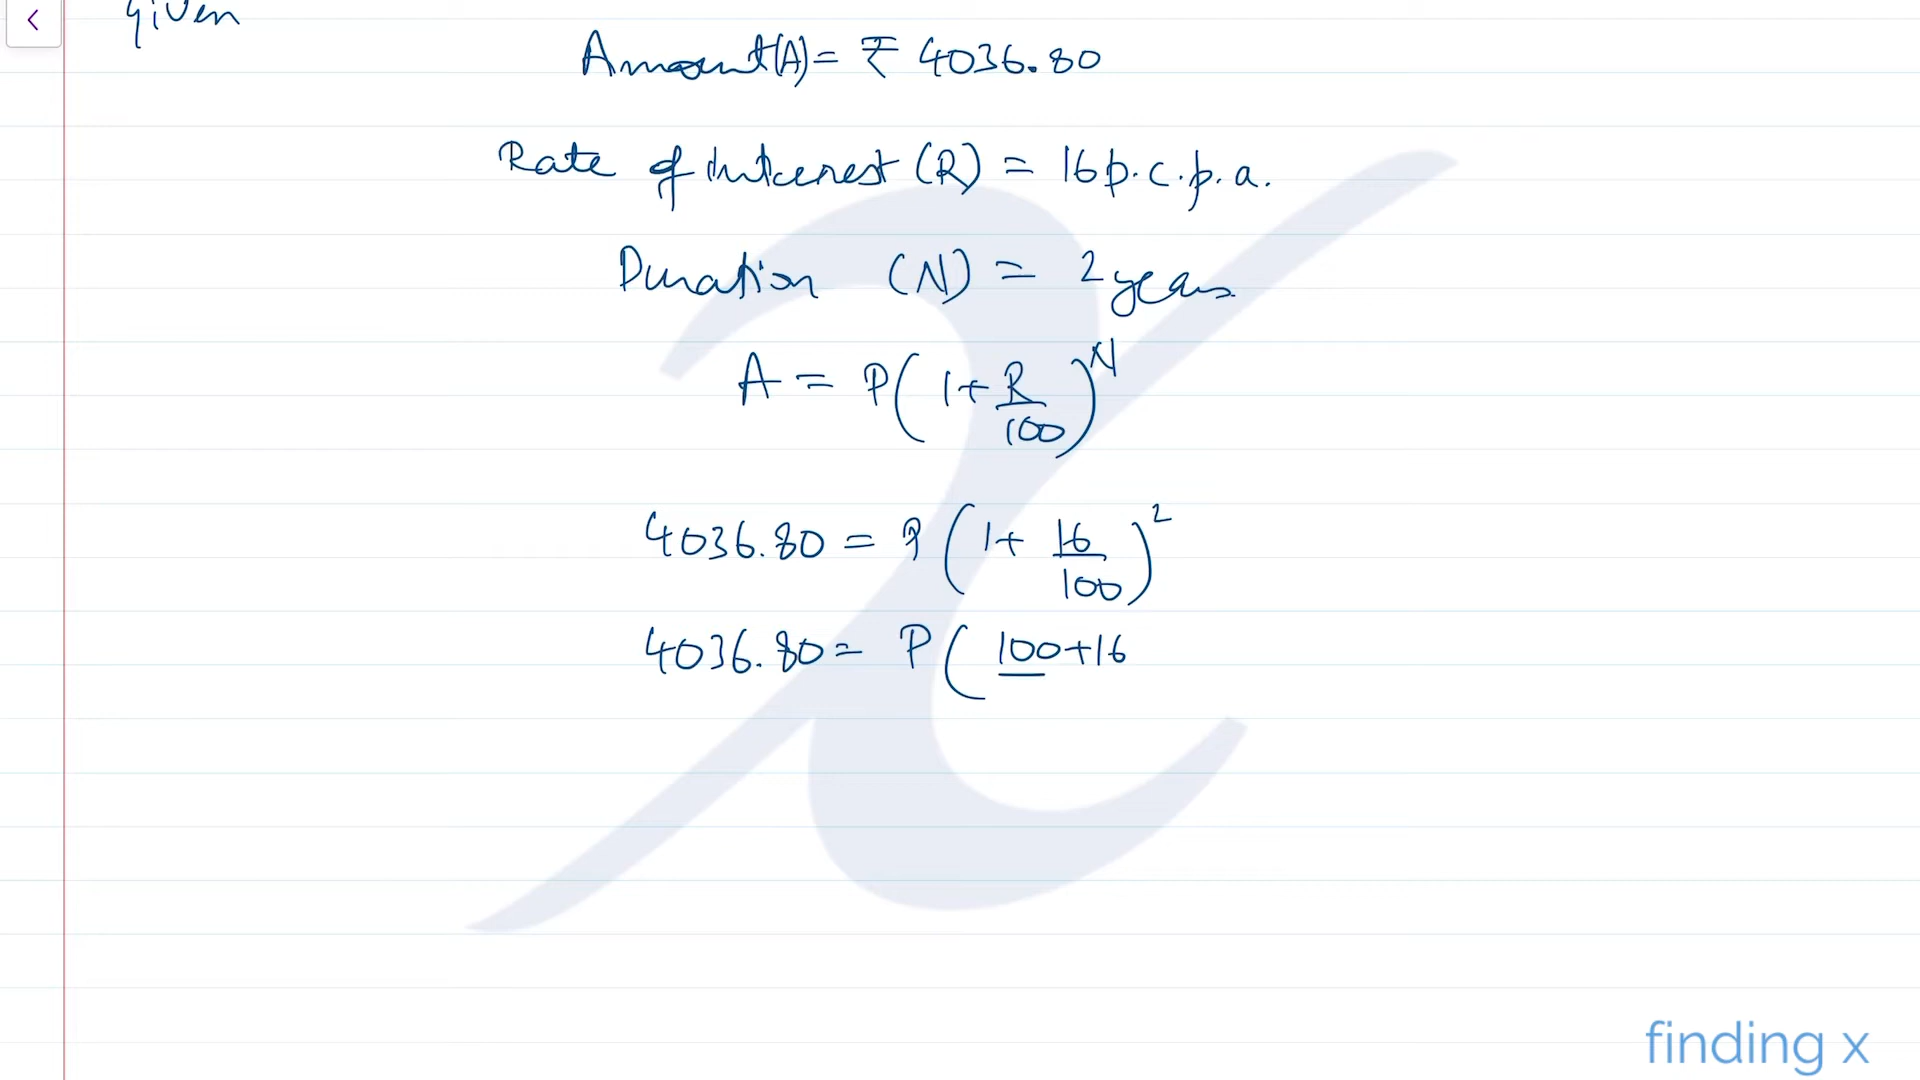 given
Amount(A) = ₹ 4036.80
Rate of interest (R) = 16 p.c.p.a.
Duration (N) = 2 years
A = P(1+R/100)^N
4036.80 = P(1+16/100)^2
4036.80 = P(100+16
finding x